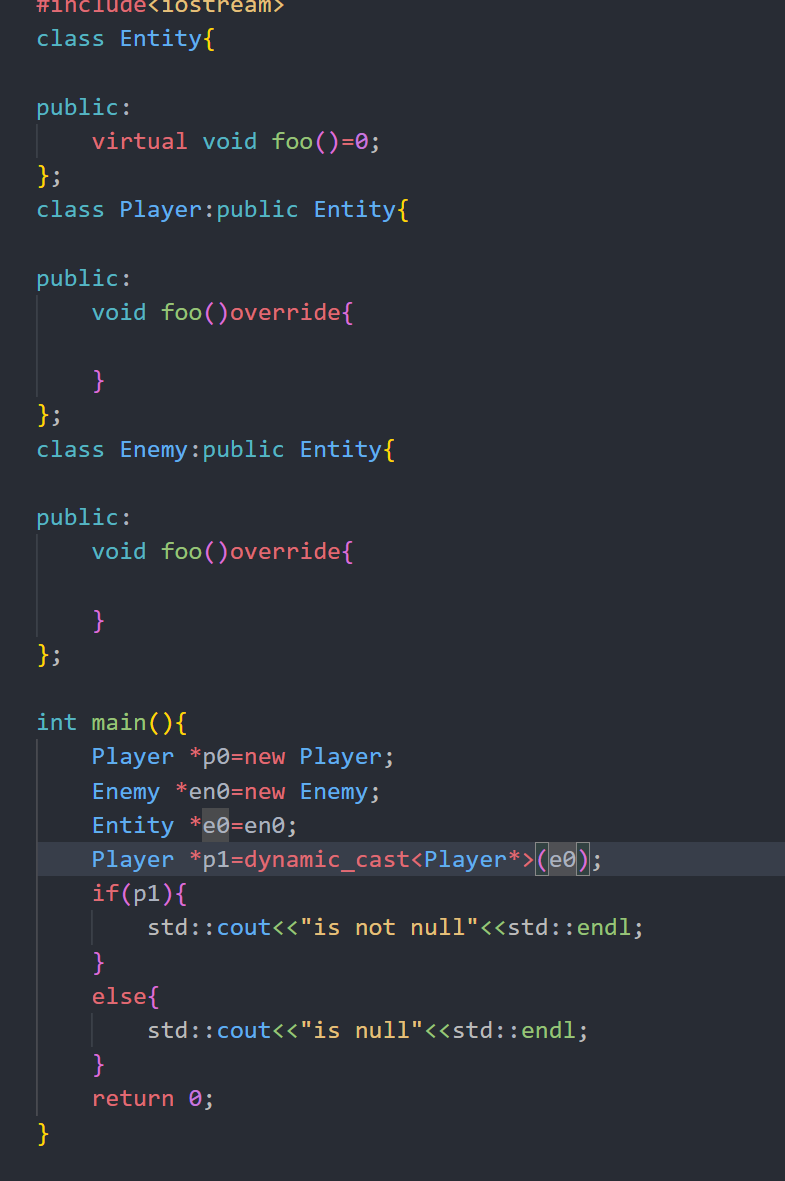 #include<iostream>
class Entity{
public:
virtual void foo()=0;
};
class Player:public Entity{
public:
void foo()override{
}
};
class Enemy:public Entity{
public:
void foo()override{
}
};
int main(){
Player *p0=new Player;
Enemy *en0=new Enemy;
Entity *e0=en0;
Player *p1=dynamic_cast<Player*>(e0);
if(p1){
std::cout<<"is not null"<<std::endl;
}
else{
std::cout<<"is null"<<std::endl;
}
return 0;
}